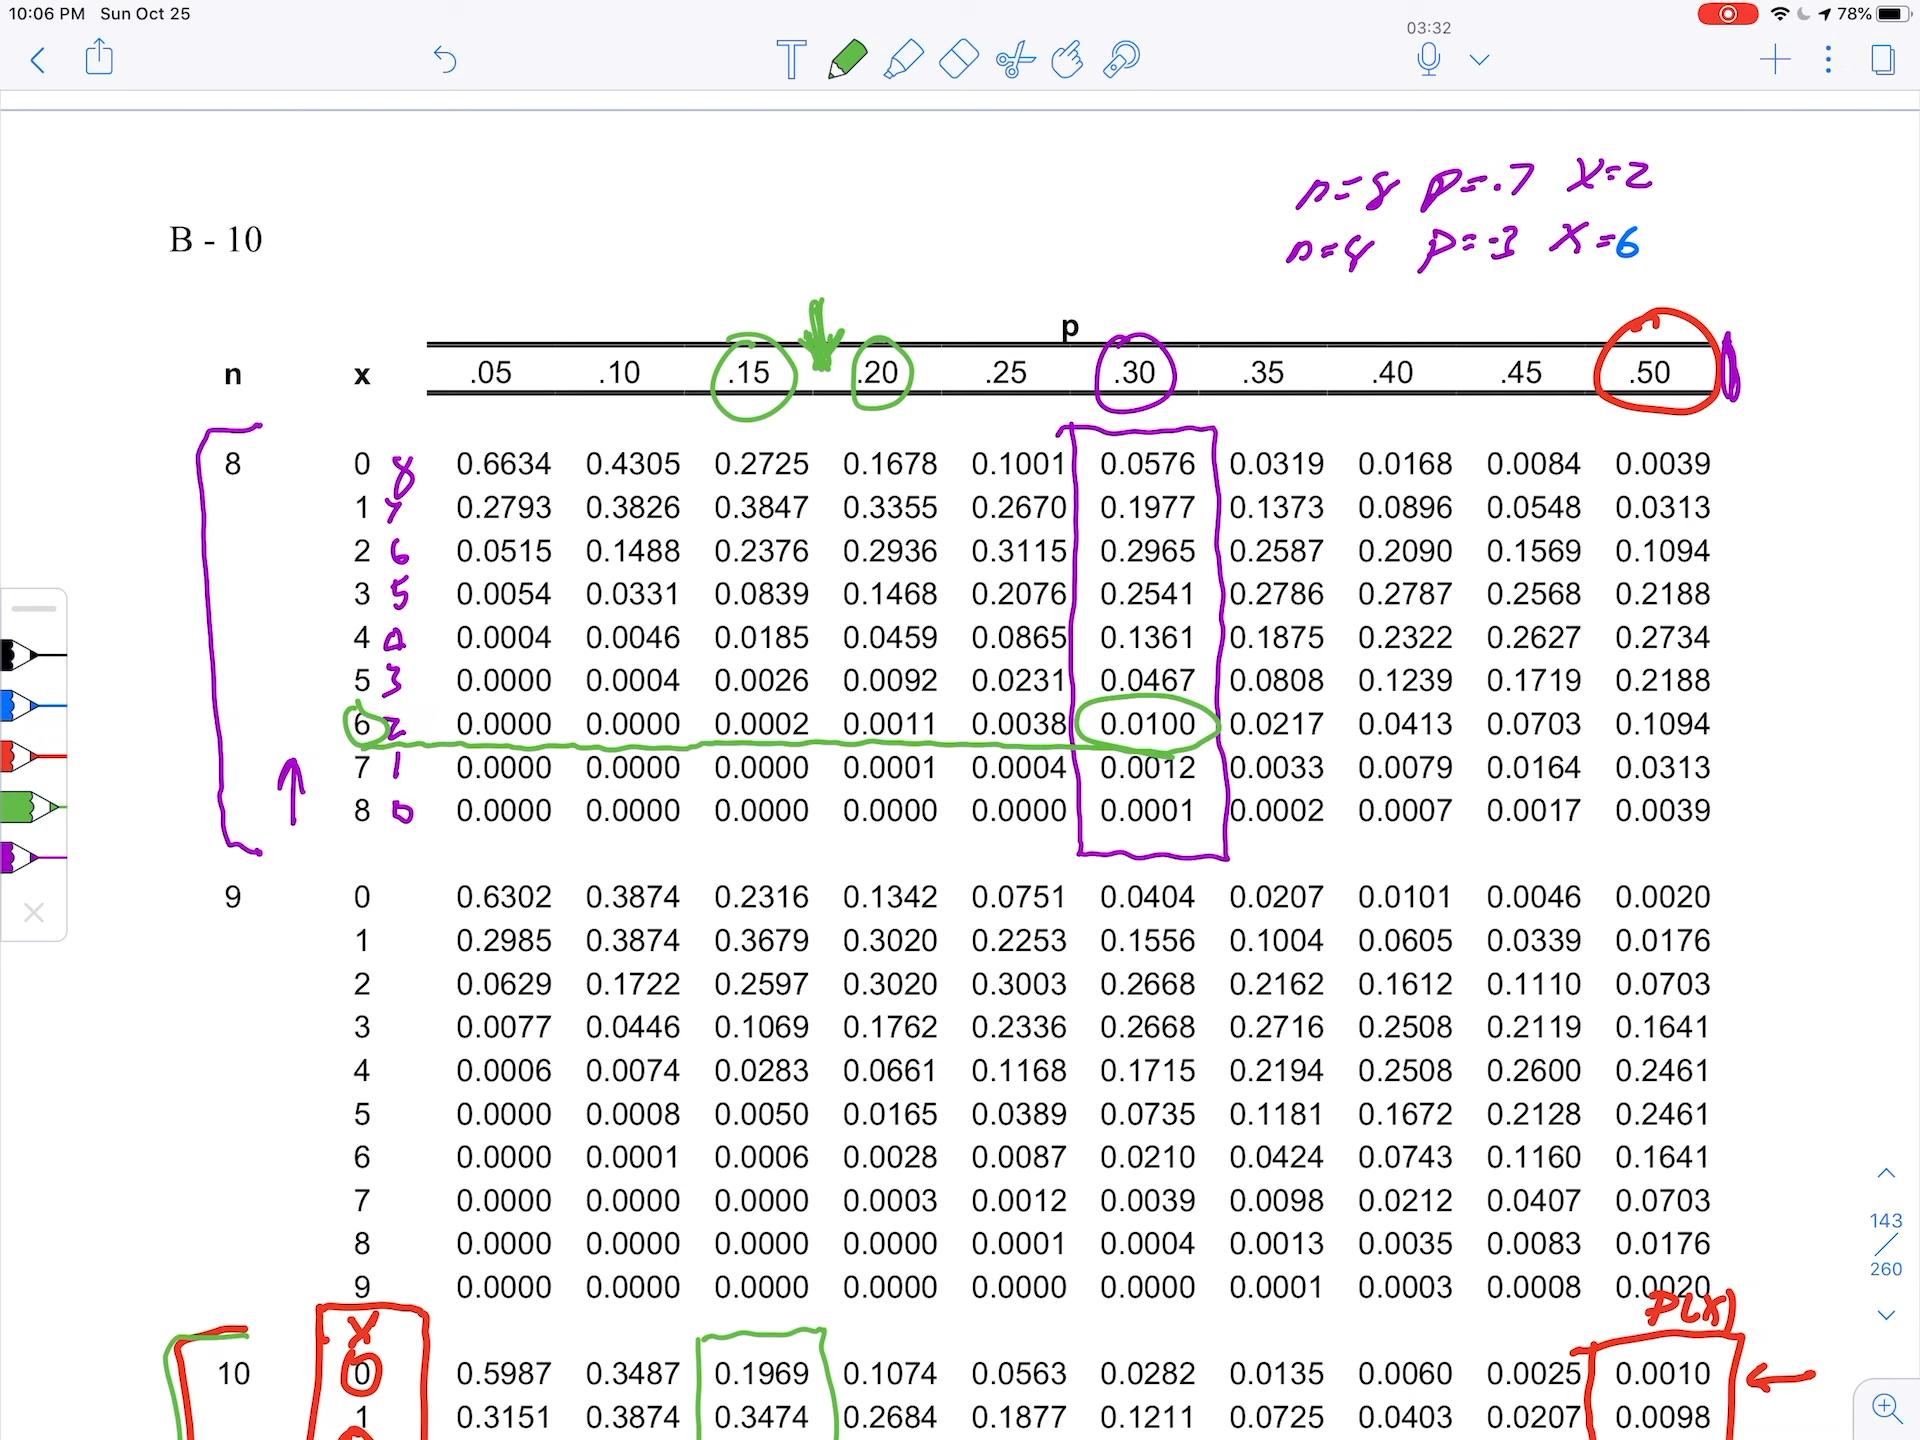 10:06 PM Sun Oct 25
78%
03:32
n=8 p=.7 X=2
n=8 p=.3 X=6
B - 10
p
n x .05 .10 .15 .20 .25 .30 .35 .40 .45 .50
8 0 8 0.6634 0.4305 0.2725 0.1678 0.1001 0.0576 0.0319 0.0168 0.0084 0.0039
1 7 0.2793 0.3826 0.3847 0.3355 0.2670 0.1977 0.1373 0.0896 0.0548 0.0313
2 6 0.0515 0.1488 0.2376 0.2936 0.3115 0.2965 0.2587 0.2090 0.1569 0.1094
3 5 0.0054 0.0331 0.0839 0.1468 0.2076 0.2541 0.2786 0.2787 0.2568 0.2188
4 4 0.0004 0.0046 0.0185 0.0459 0.0865 0.1361 0.1875 0.2322 0.2627 0.2734
5 3 0.0000 0.0004 0.0026 0.0092 0.0231 0.0467 0.0808 0.1239 0.1719 0.2188
6 2 0.0000 0.0000 0.0002 0.0011 0.0038 0.0100 0.0217 0.0413 0.0703 0.1094
7 1 0.0000 0.0000 0.0000 0.0001 0.0004 0.0012 0.0033 0.0079 0.0164 0.0313
8 0 0.0000 0.0000 0.0000 0.0000 0.0000 0.0001 0.0002 0.0007 0.0017 0.0039
9 0 0.6302 0.3874 0.2316 0.1342 0.0751 0.0404 0.0207 0.0101 0.0046 0.0020
1 0.2985 0.3874 0.3679 0.3020 0.2253 0.1556 0.1004 0.0605 0.0339 0.0176
2 0.0629 0.1722 0.2597 0.3020 0.3003 0.2668 0.2162 0.1612 0.1110 0.0703
3 0.0077 0.0446 0.1069 0.1762 0.2336 0.2668 0.2716 0.2508 0.2119 0.1641
4 0.0006 0.0074 0.0283 0.0661 0.1168 0.1715 0.2194 0.2508 0.2600 0.2461
5 0.0000 0.0008 0.0050 0.0165 0.0389 0.0735 0.1181 0.1672 0.2128 0.2461
6 0.0000 0.0001 0.0006 0.0028 0.0087 0.0210 0.0424 0.0743 0.1160 0.1641
7 0.0000 0.0000 0.0000 0.0003 0.0012 0.0039 0.0098 0.0212 0.0407 0.0703
8 0.0000 0.0000 0.0000 0.0000 0.0001 0.0004 0.0013 0.0035 0.0083 0.0176
9 0.0000 0.0000 0.0000 0.0000 0.0000 0.0000 0.0001 0.0003 0.0008 0.0020
X P(X)
10 0 0.5987 0.3487 0.1969 0.1074 0.0563 0.0282 0.0135 0.0060 0.0025 0.0010
1 0.3151 0.3874 0.3474 0.2684 0.1877 0.1211 0.0725 0.0403 0.0207 0.0098
143
/
260